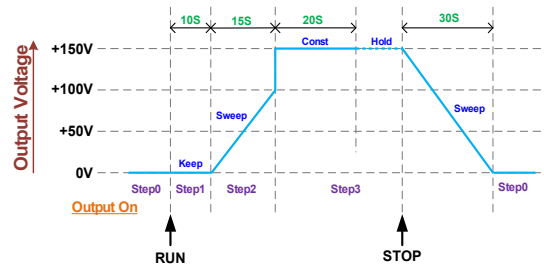 10S 15S 20S 30S
Output Voltage
+150V
+100V
+50V
0V
Const Hold
Sweep Sweep
Keep
Step0 Step1 Step2 Step3 Step0
Output On
RUN STOP